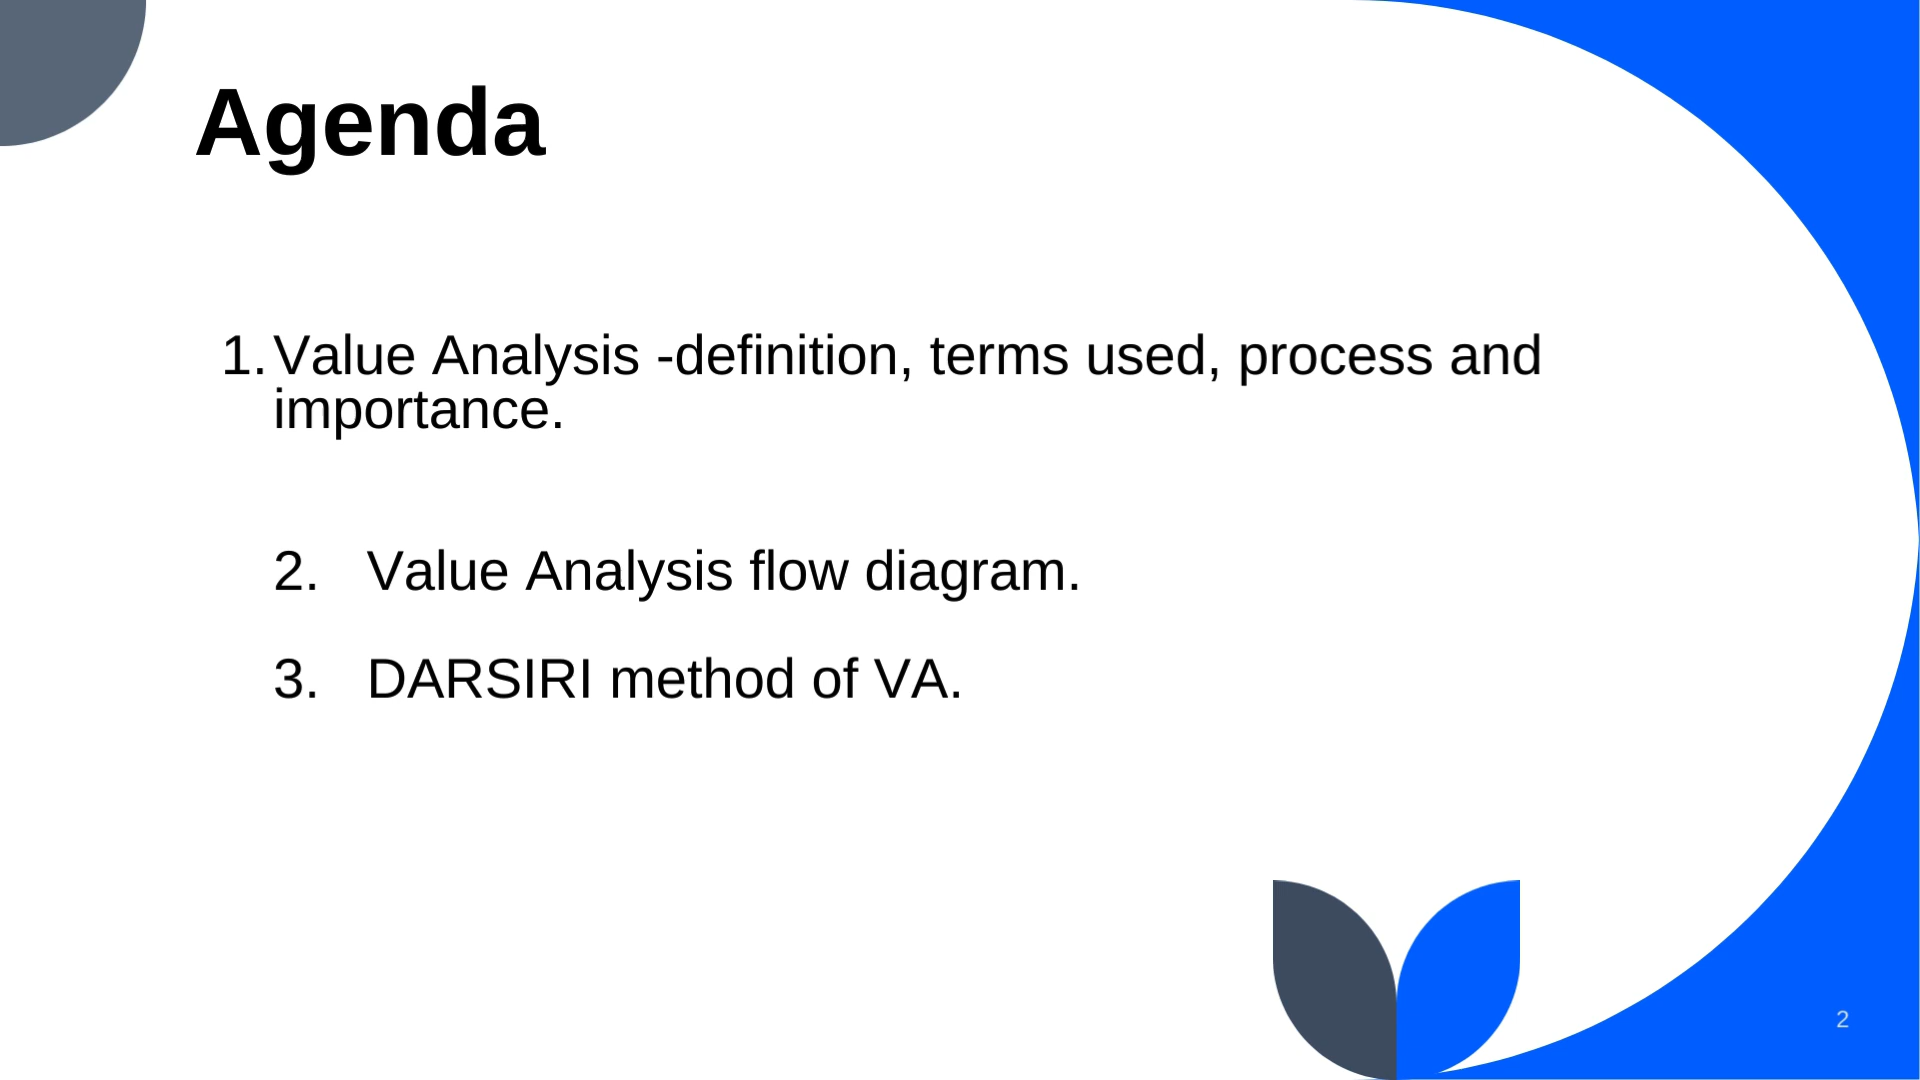 Agenda
1. Value Analysis -definition, terms used, process and
importance.
2. Value Analysis flow diagram.
3. DARSIRI method of VA.
2